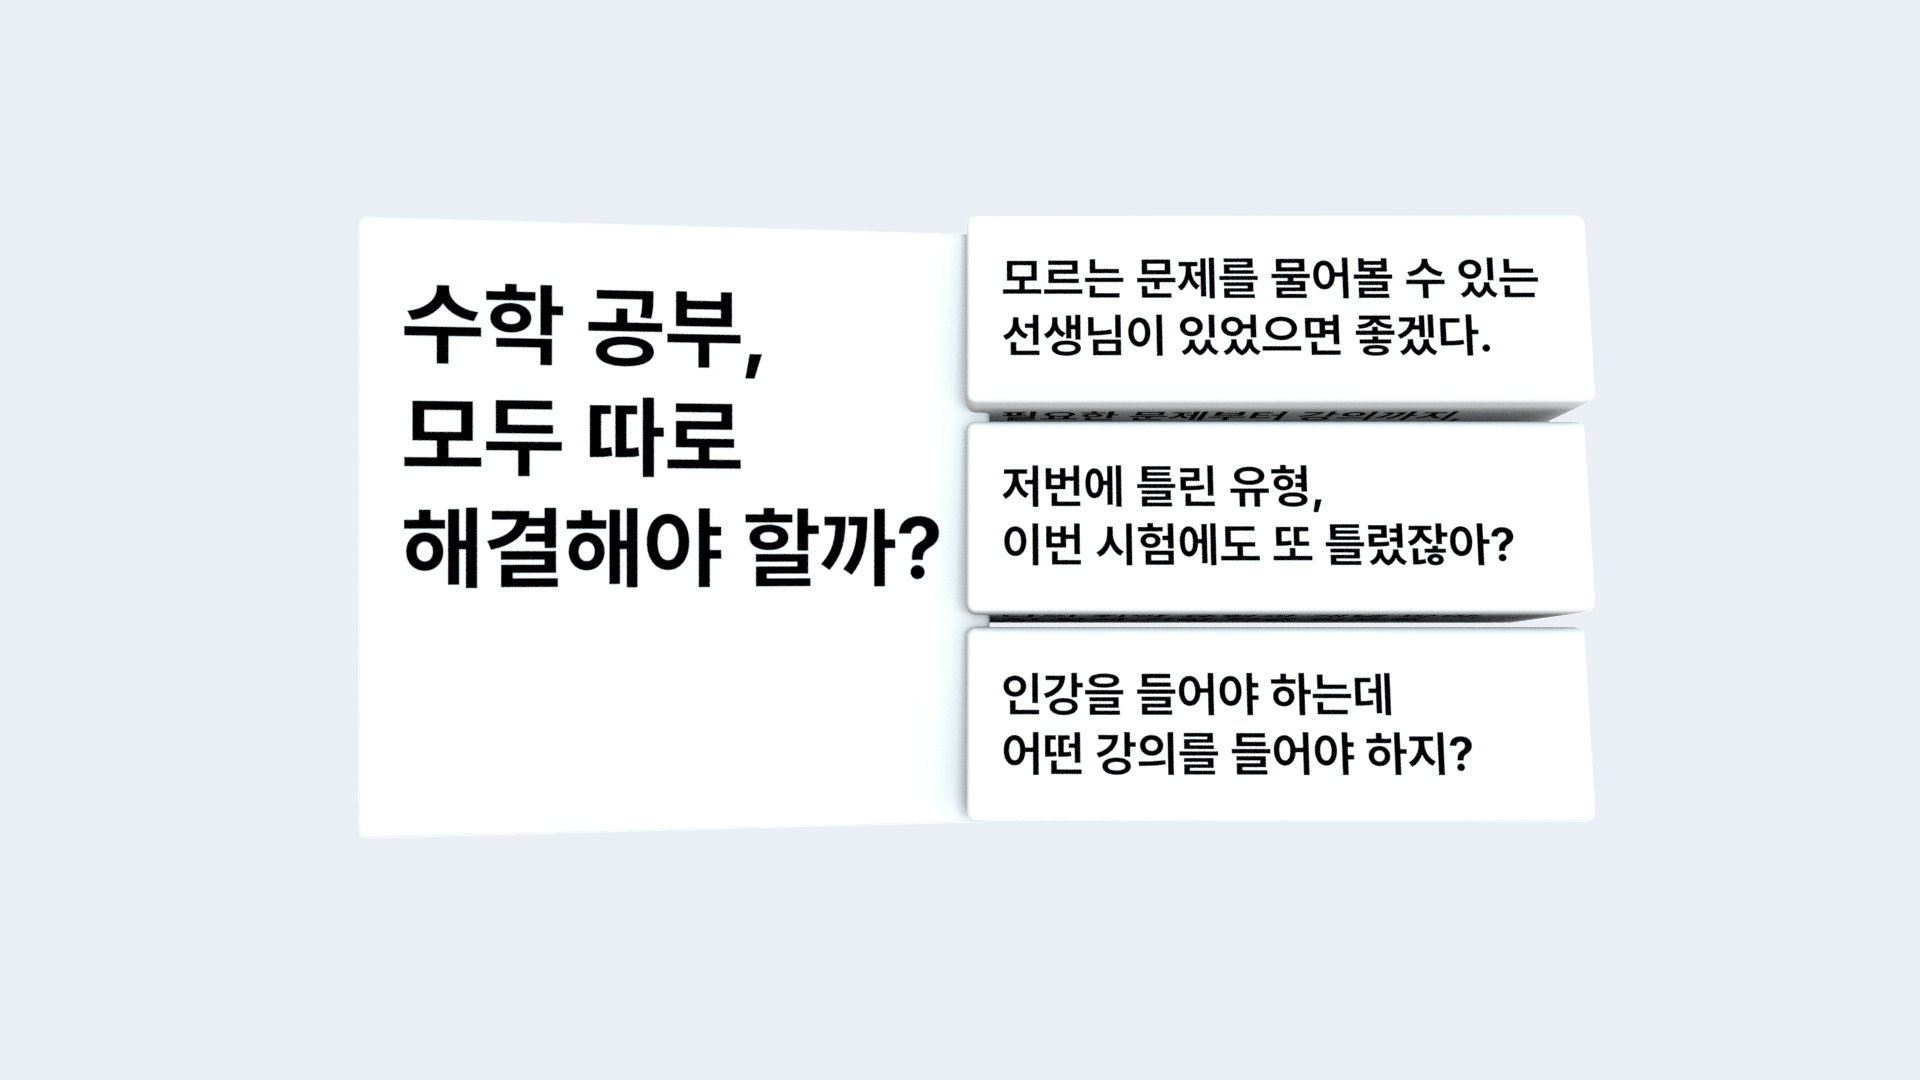 수학 공부,
모두 따로
해결해야 할까?
모르는 문제를 물어볼 수 있는
선생님이 있었으면 좋겠다.
필요한 문제부터 강의까지,
저번에 틀린 유형,
이번 시험에도 또 틀렸잖아?
인강을 들어야 하는데
어떤 강의를 들어야 하지?